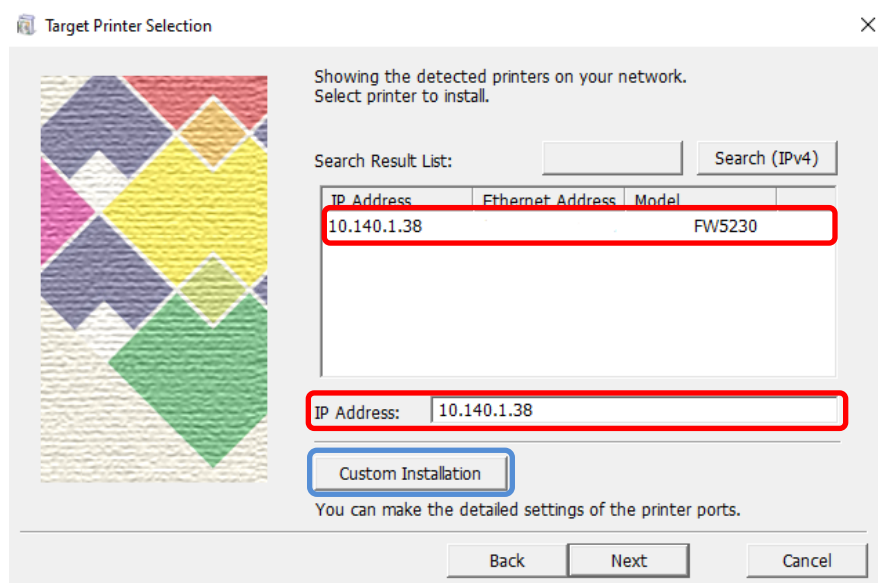 Target Printer Selection
Showing the detected printers on your network.
Select printer to install.
Search Result List:
Search (IPv4)
IP Address Ethernet Address Model
10.140.1.38 FW5230
IP Address: 10.140.1.38
Custom Installation
You can make the detailed settings of the printer ports.
Back Next Cancel